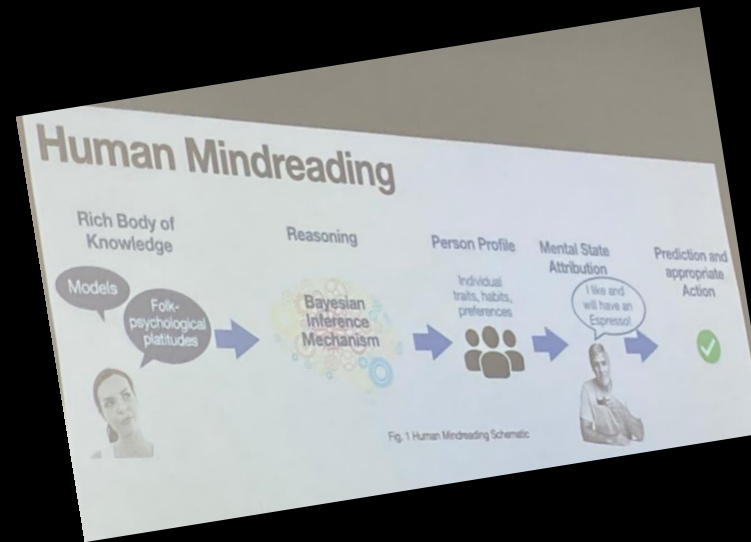 Human Mindreading
Rich Body of
Knowledge
Models
Folk-
psychological
platitudes
Reasoning
Bayesian
Inference
Mechanism
Person Profile
Individual
traits, habits,
preferences
Mental State
Attribution
I like and
will have an
Espresso!
Prediction and
appropriate
Action
Fig. 1 Human Mindreading Schematic